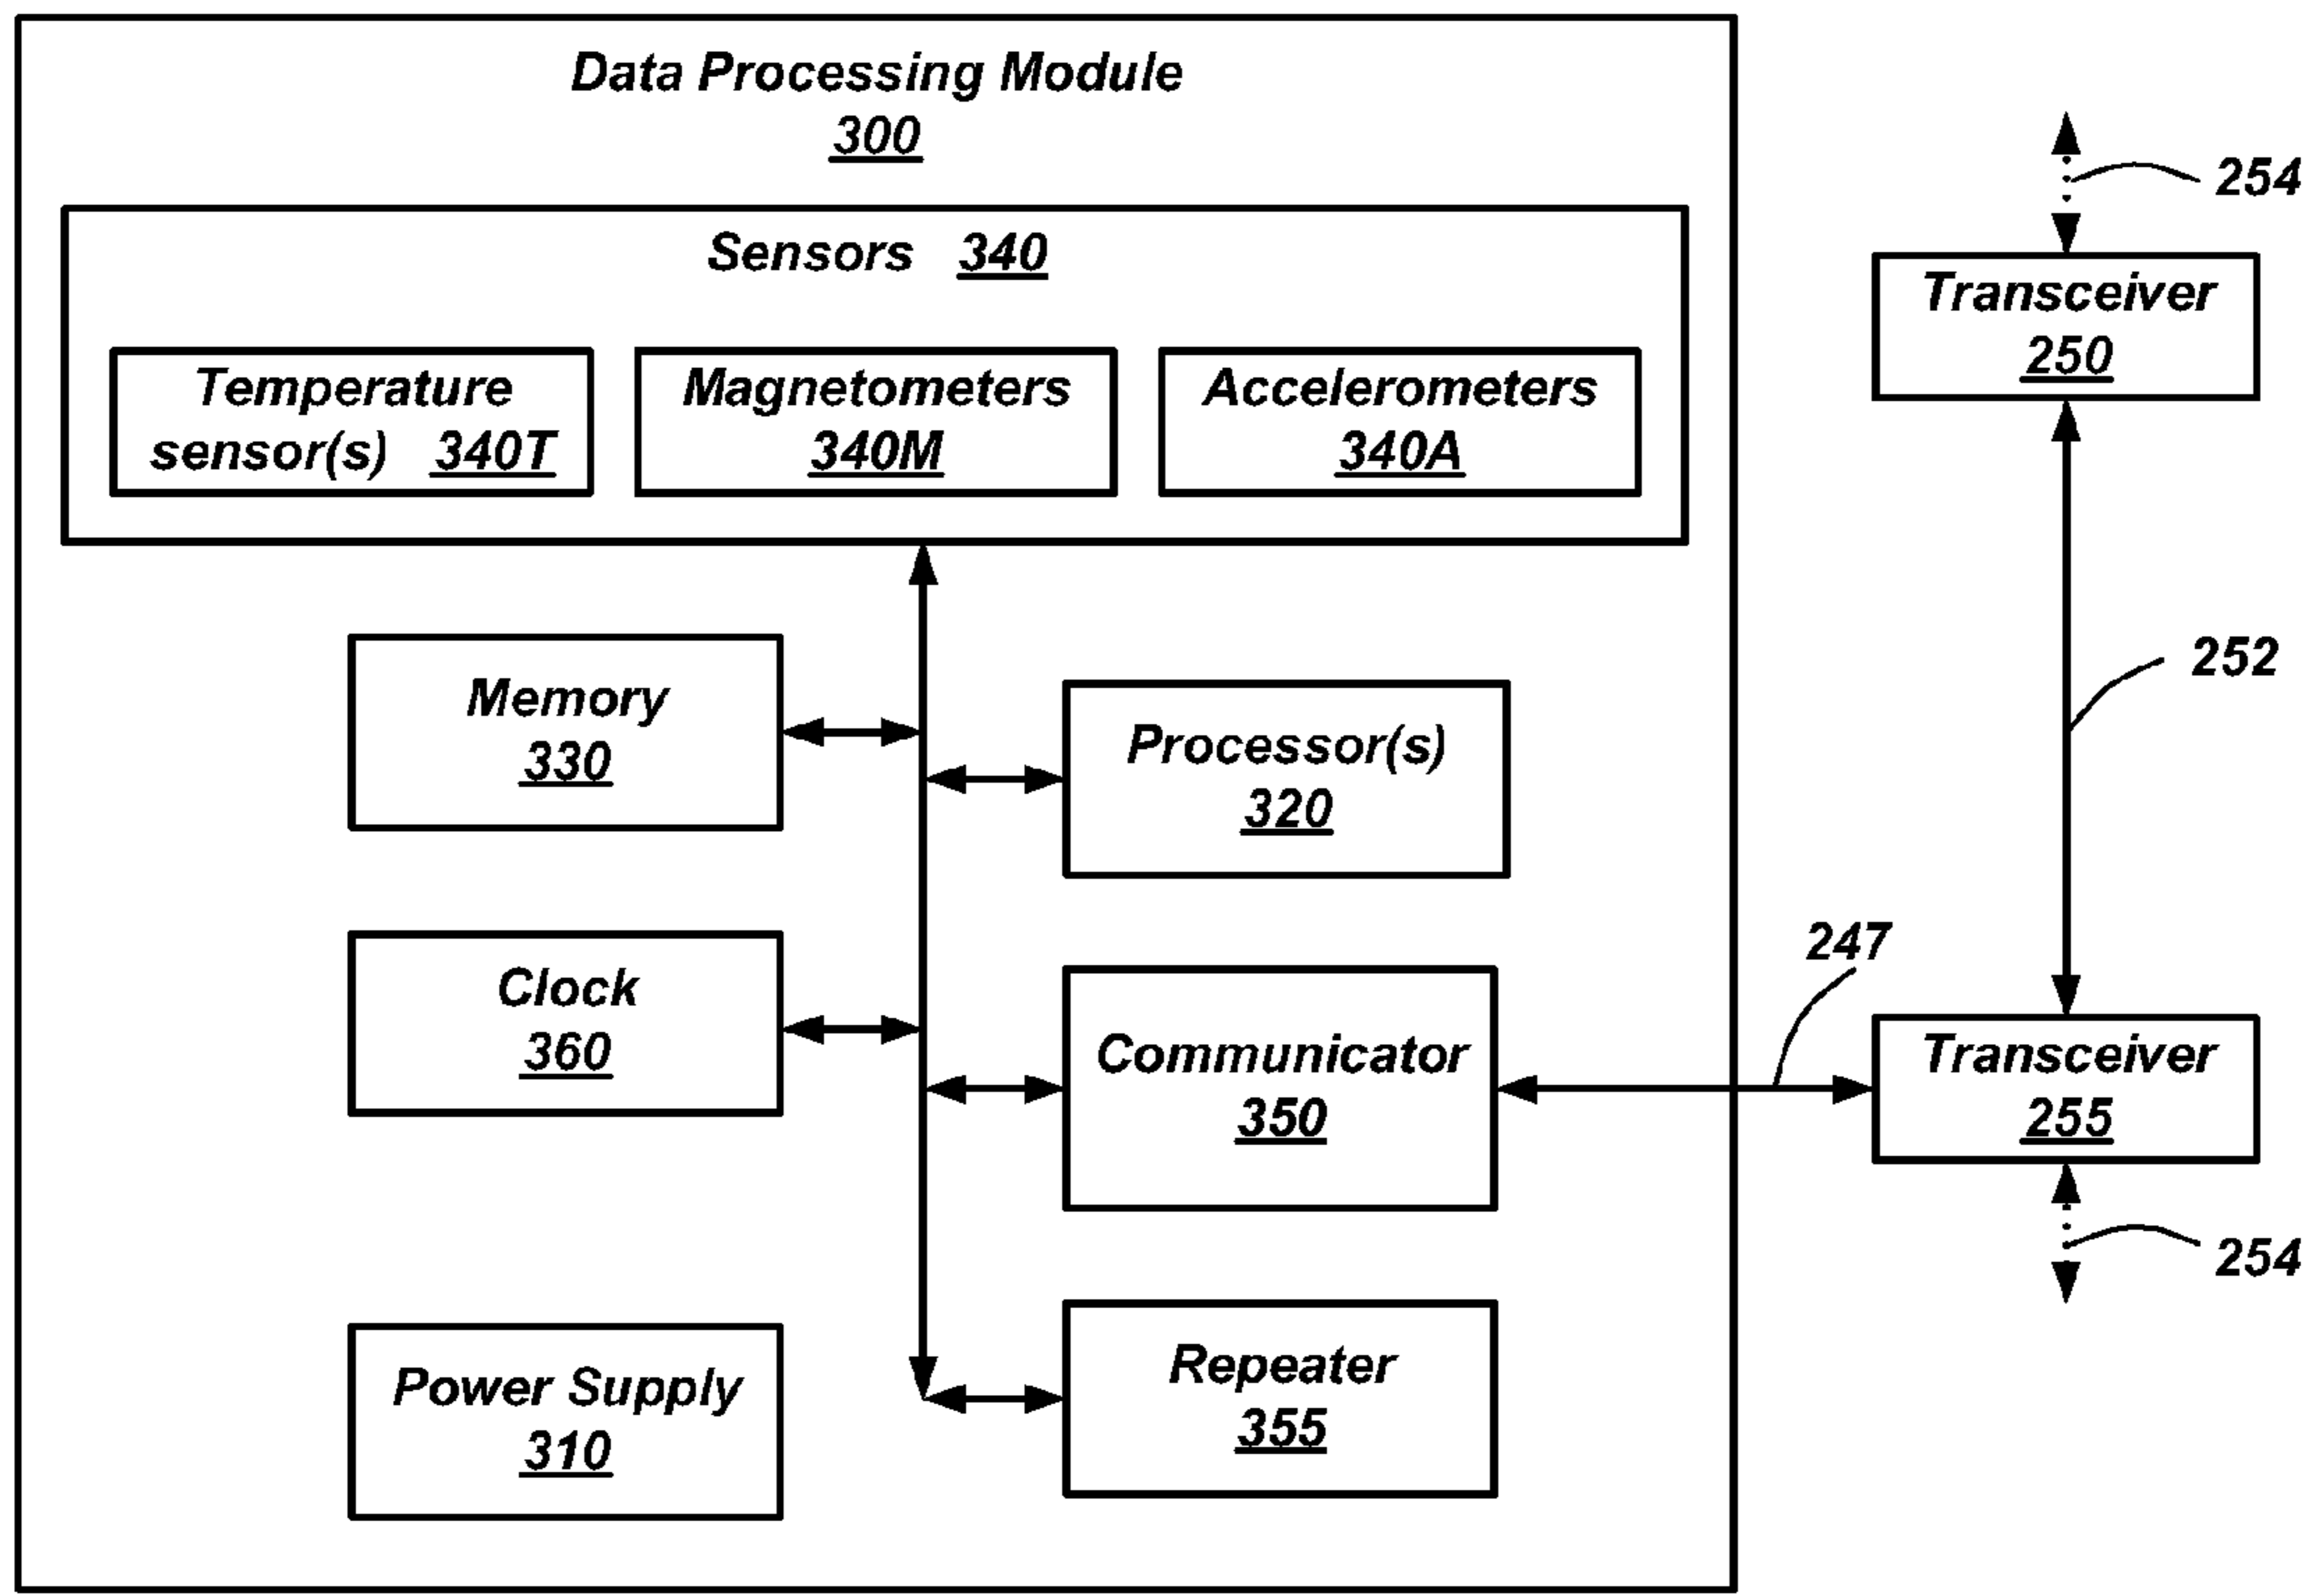 Data Processing Module
300
Sensors 340
Temperature
sensor(s) 340T
Magnetometers
340M
Accelerometers
340A
Memory
330
Processor(s)
320
Clock
360
Communicator
350
Power Supply
310
Repeater
355
254
Transceiver
250
252
247
Transceiver
255
254